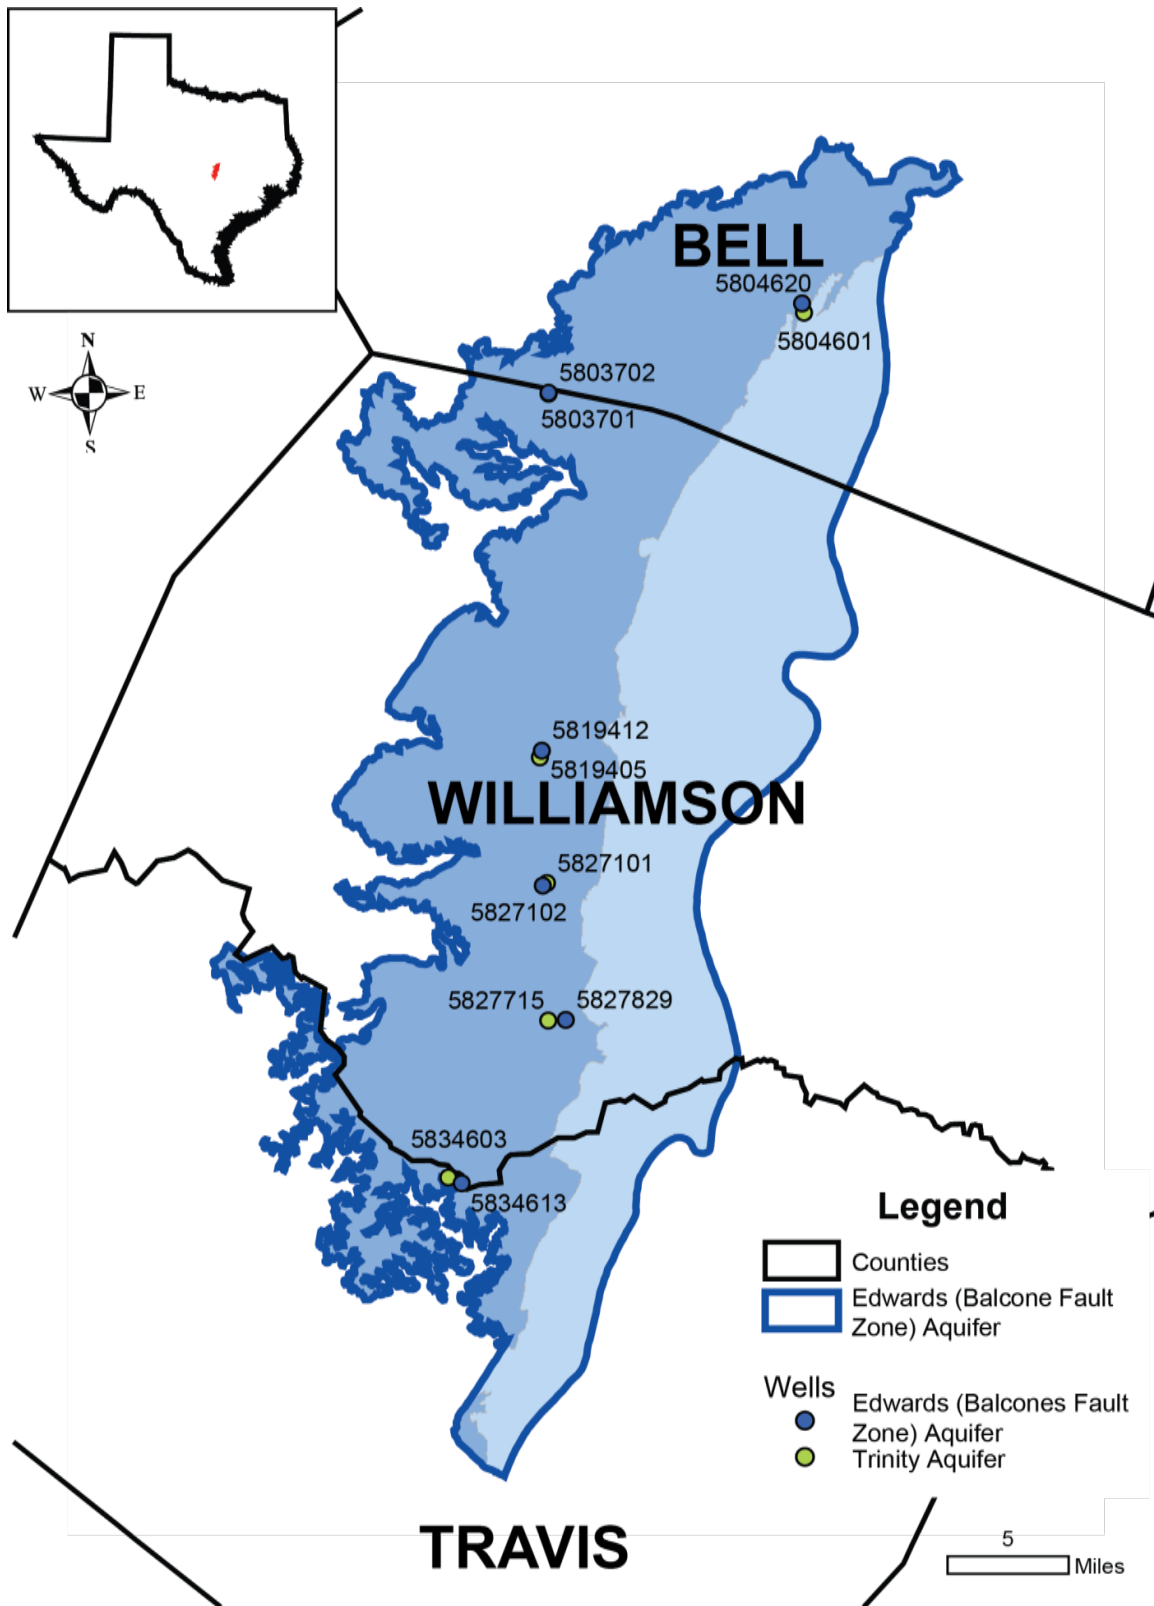 BELL
5804620
5804601
N
W
E
S
5803702
5803701
5819412
5819405
WILLIAMSON
5827101
5827102
5827715
5827829
5834603
5834613
Legend
Counties
Edwards (Balcone Fault
Zone) Aquifer
Wells
Edwards (Balcones Fault
Zone) Aquifer
Trinity Aquifer
TRAVIS
5
Miles